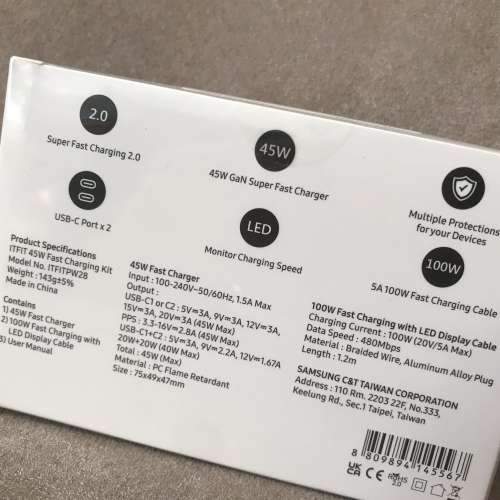 2.0
Super Fast Charging 2.0
45W
45W GaN Super Fast Charger
Multiple Protections
for your Devices
USB-C Port x 2
LED
Monitor Charging Speed
100W
5A 100W Fast Charging Cable
Product Specifications
ITFIT 45W Fast Charging Kit
Model No. ITFITPW28
Weight : 143g±5%
Made in China
Contains
1) 45W Fast Charger
2) 100W Fast Charging with
LED Display Cable
3) User Manual
45W Fast Charger
Input : 100-240V~50/60Hz, 1.5A Max
Output :
USB-C1 or C2 : 5V⎓3A, 9V⎓3A, 12V⎓3A,
15V⎓3A, 20V⎓3A (45W Max)
PPS : 3.3-16V⎓2.8A (45W Max)
USB-C1+C2 : 5V⎓3A, 9V⎓2.2A, 12V⎓1.67A
20W+20W (40W Max)
Total : 45W (Max)
Material : PC Flame Retardant
Size : 75x49x47mm
100W Fast Charging with LED Display Cable
Charging Current : 100W (20V/5A Max)
Data Speed : 480Mbps
Material : Braided Wire, Aluminum Alloy Plug
Length : 1.2m
SAMSUNG C&T TAIWAN CORPORATION
Address : 110 Rm. 2203 22F, No.333,
Keelung Rd., Sec.1 Taipei, Taiwan
8 809894 145567
UK CA CE RoHS 2.0